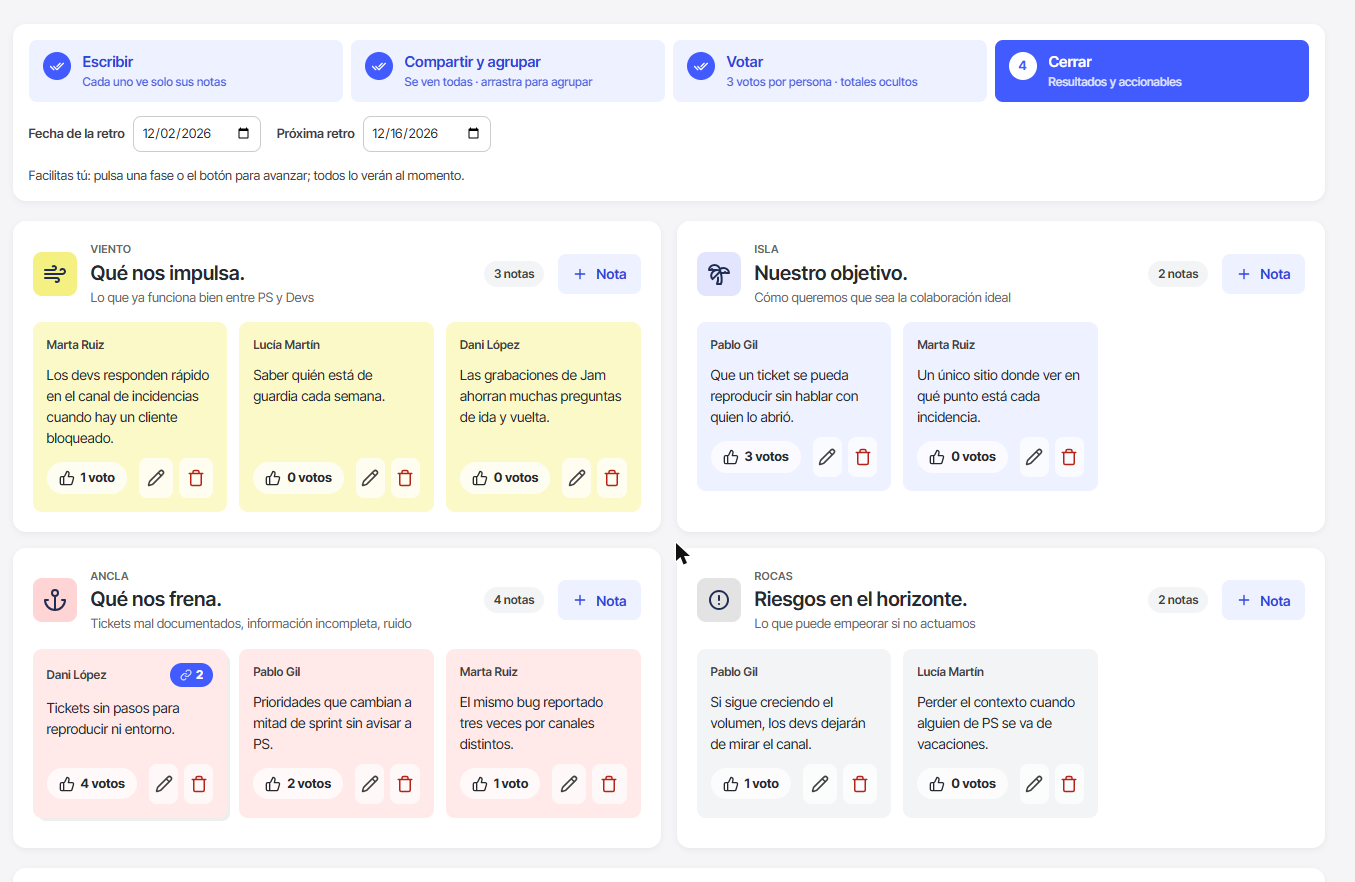 Escribir
Cada uno ve solo sus notas
Compartir y agrupar
Se ven todas · arrastra para agrupar
Votar
3 votos por persona · totales ocultos
4
Cerrar
Resultados y accionables
Fecha de la retro
12/02/2026
Próxima retro
12/16/2026
Facilitas tú: pulsa una fase o el botón para avanzar; todos lo verán al momento.
VIENTO
Qué nos impulsa.
Lo que ya funciona bien entre PS y Devs
3 notas
+ Nota
Marta Ruiz
Los devs responden rápido
en el canal de incidencias
cuando hay un cliente
bloqueado.
1 voto
Lucía Martín
Saber quién está de
guardia cada semana.
0 votos
Dani López
Las grabaciones de Jam
ahorran muchas preguntas
de ida y vuelta.
0 votos
ISLA
Nuestro objetivo.
Cómo queremos que sea la colaboración ideal
2 notas
+ Nota
Pablo Gil
Que un ticket se pueda
reproducir sin hablar con
quien lo abrió.
3 votos
Marta Ruiz
Un único sitio donde ver en
qué punto está cada
incidencia.
0 votos
ANCLA
Qué nos frena.
Tickets mal documentados, información incompleta, ruido
4 notas
+ Nota
Dani López
2
Tickets sin pasos para
reproducir ni entorno.
4 votos
Pablo Gil
Prioridades que cambian a
mitad de sprint sin avisar a
PS.
2 votos
Marta Ruiz
El mismo bug reportado
tres veces por canales
distintos.
1 voto
ROCAS
Riesgos en el horizonte.
Lo que puede empeorar si no actuamos
2 notas
+ Nota
Pablo Gil
Si sigue creciendo el
volumen, los devs dejarán
de mirar el canal.
1 voto
Lucía Martín
Perder el contexto cuando
alguien de PS se va de
vacaciones.
0 votos